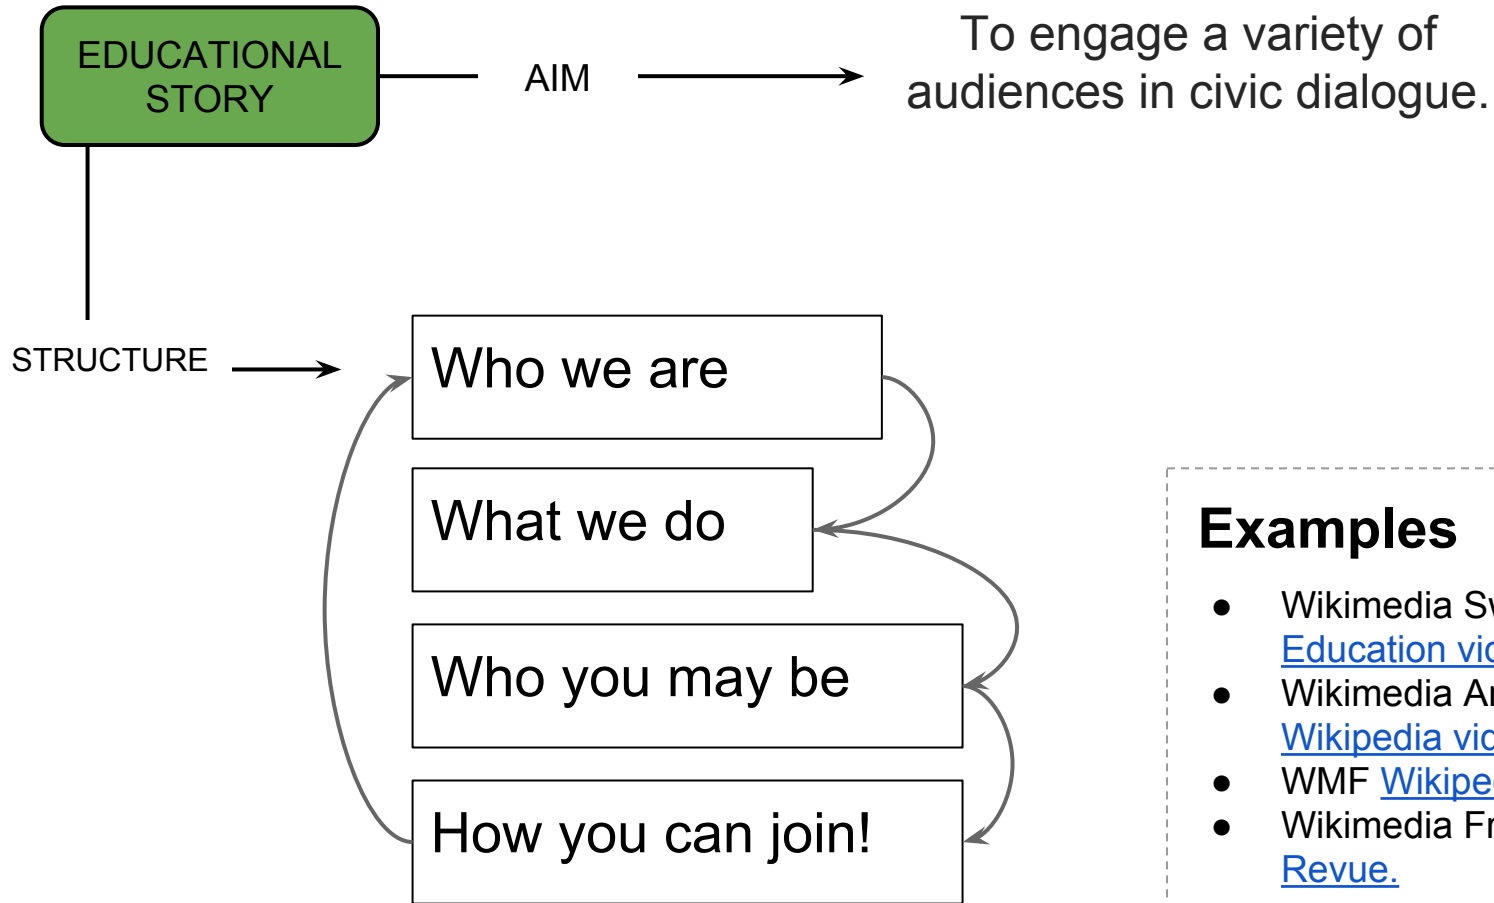 EDUCATIONAL
STORY
AIM
To engage a variety of
audiences in civic dialogue.
STRUCTURE
Who we are
What we do
Who you may be
How you can join!
Examples
● Wikimedia
Education
● Wikimedia
Wikipedia
● WMF
● Wikimedia
Revue.